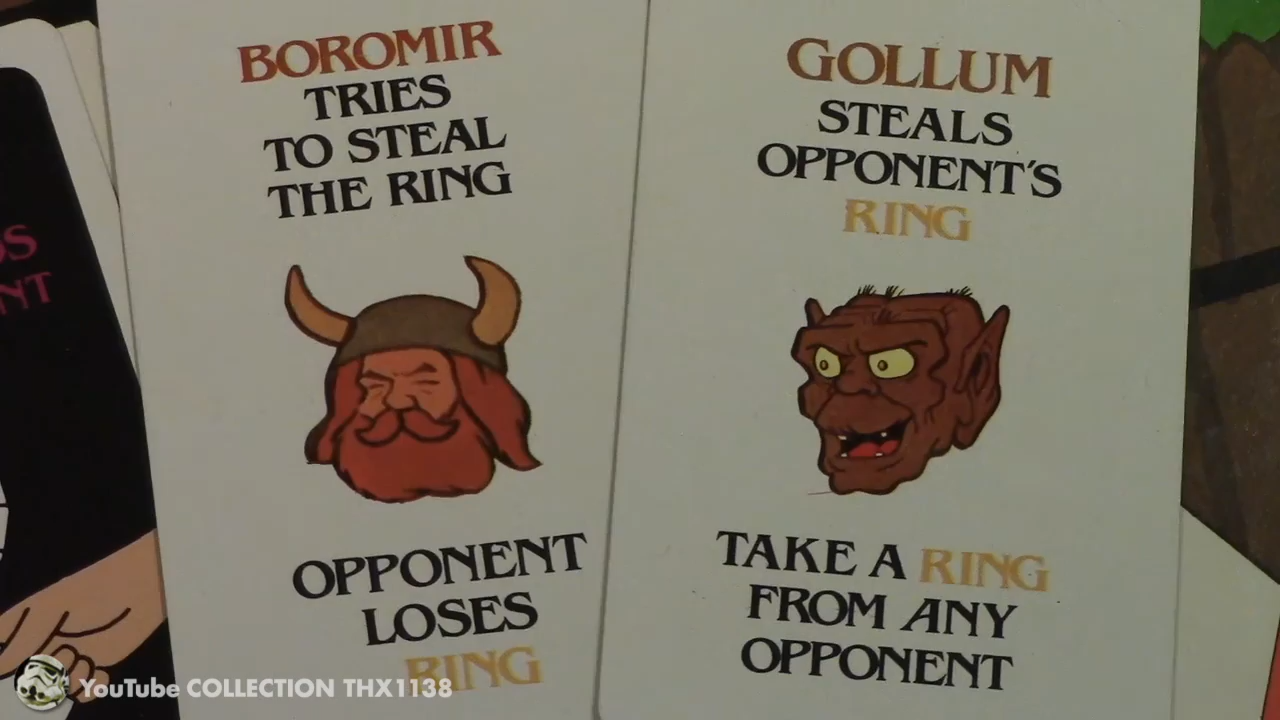 BOROMIR
TRIES
TO STEAL
THE RING
OPPONENT
LOSES
RING
GOLLUM
STEALS
OPPONENT'S
RING
TAKE A RING
FROM ANY
OPPONENT
YouTube COLLECTION THX1138